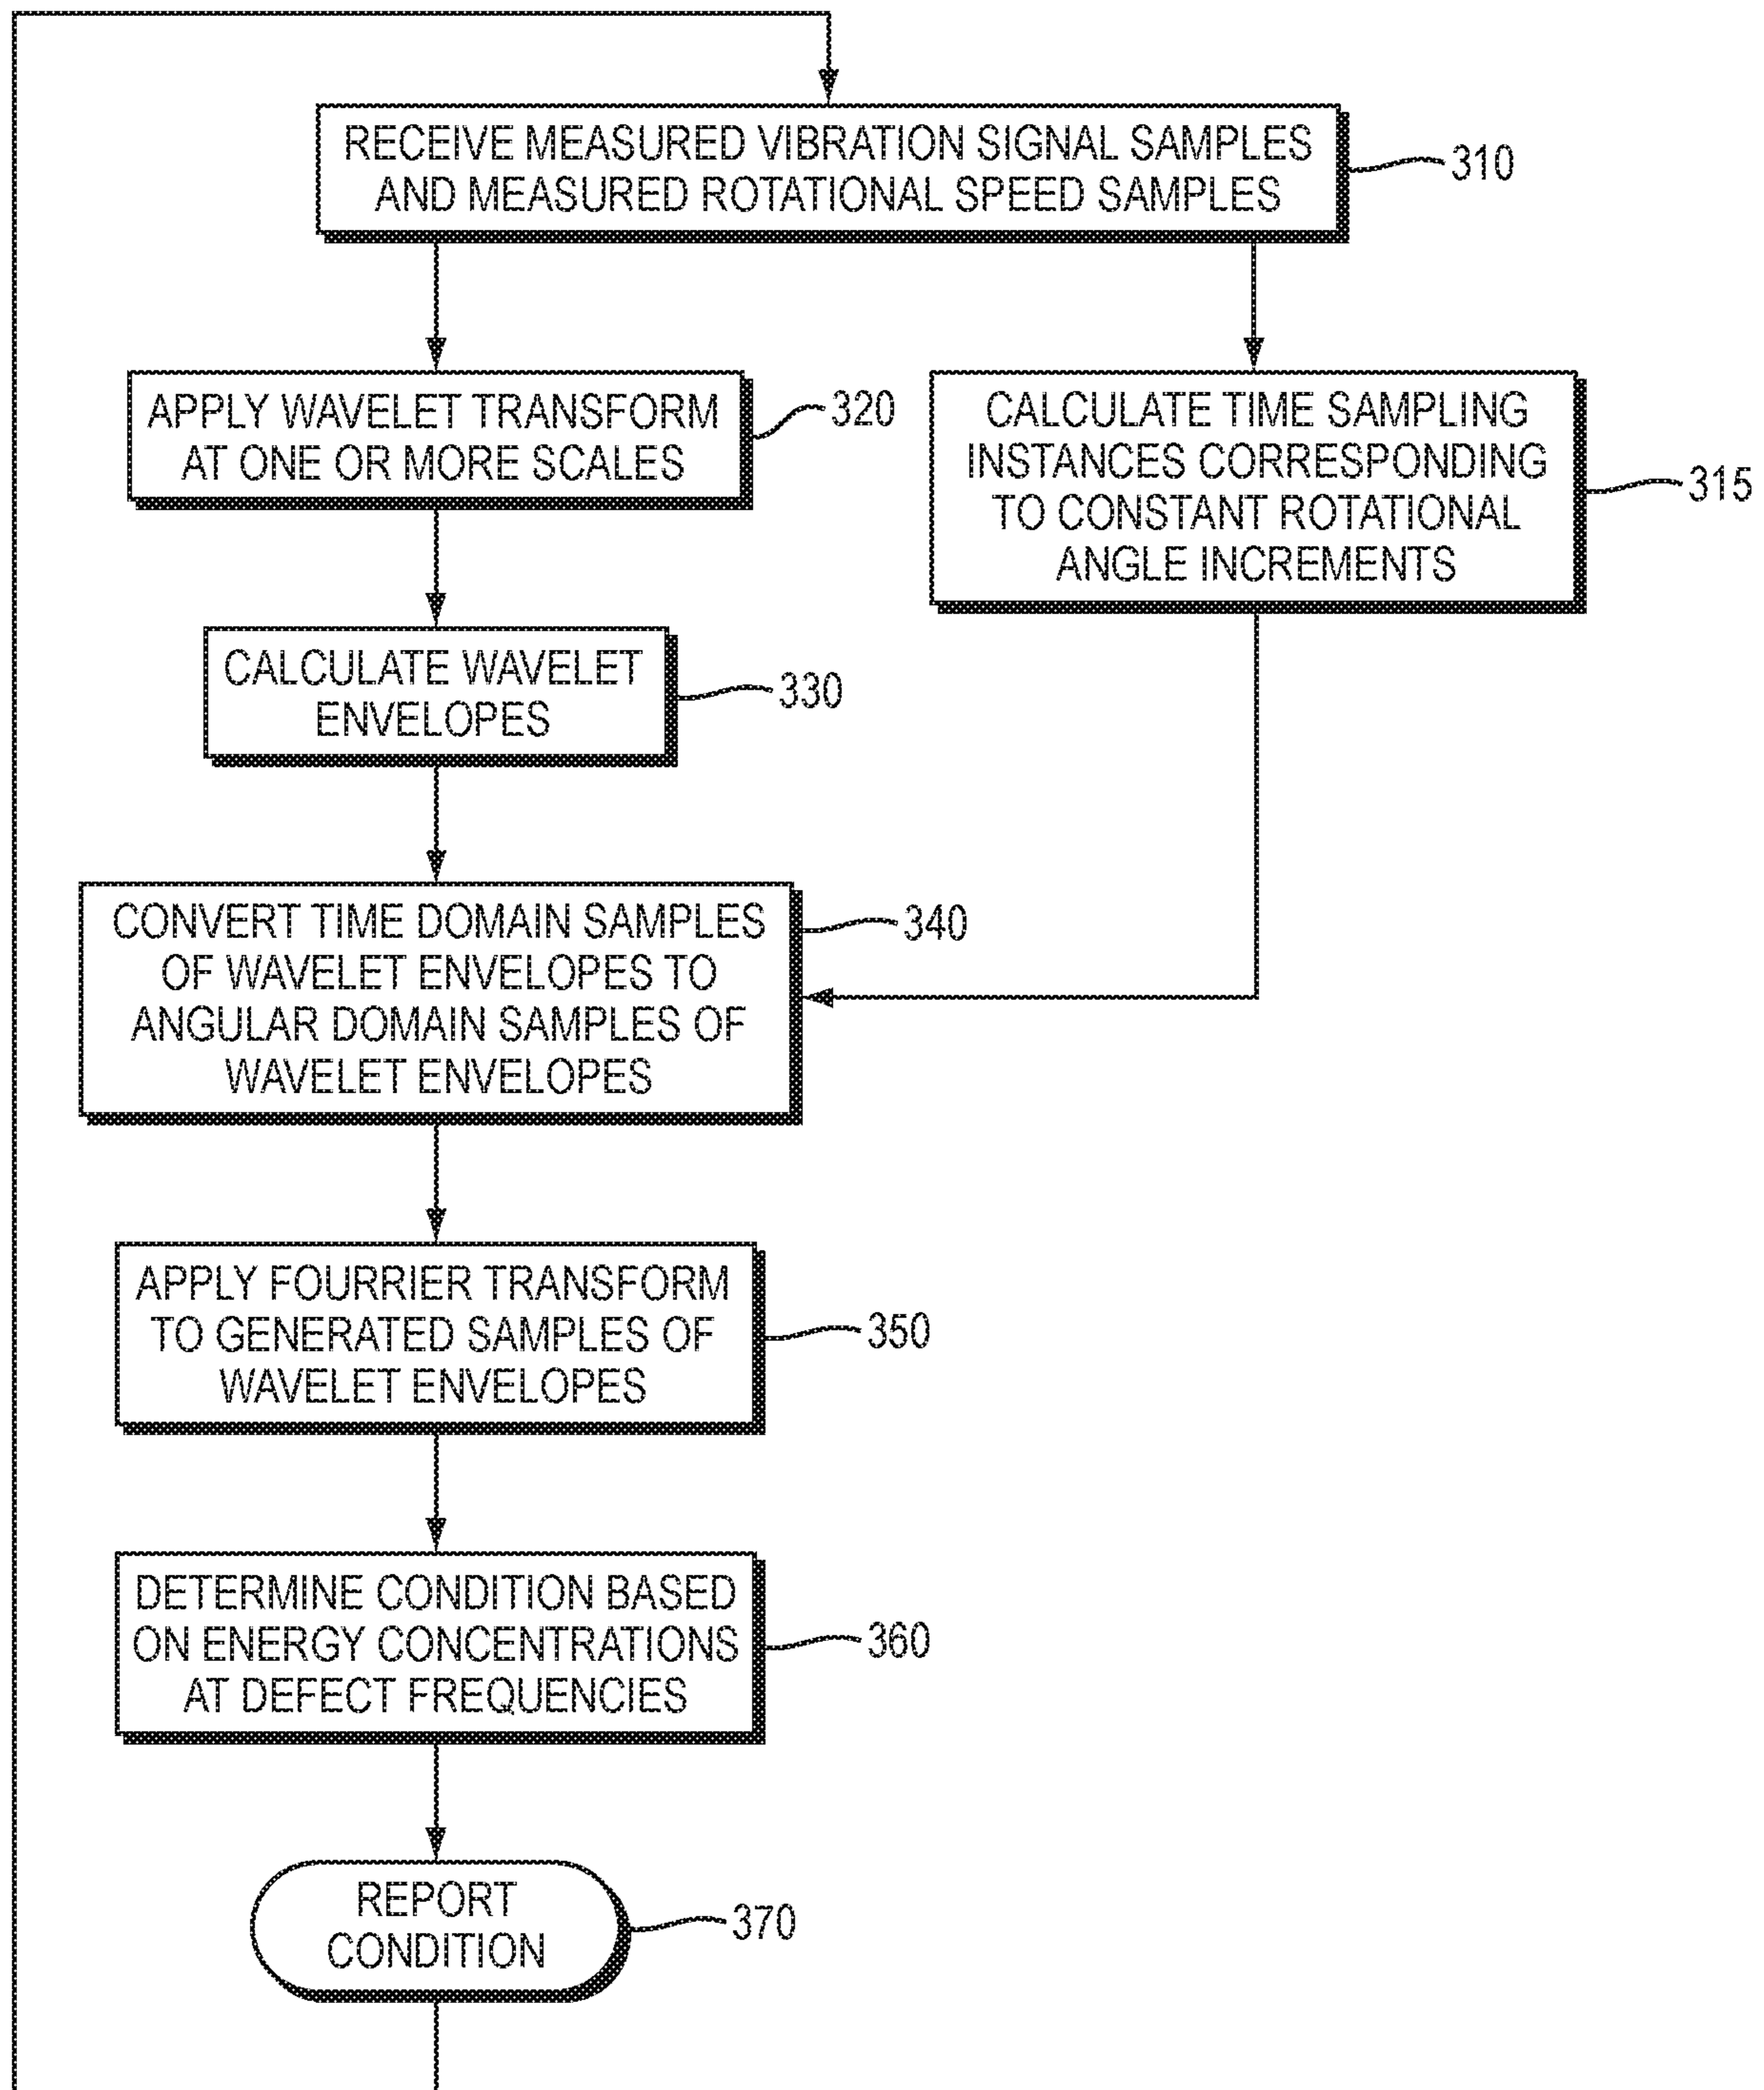 RECEIVE MEASURED VIBRATION SIGNAL SAMPLES
AND MEASURED ROTATIONAL SPEED SAMPLES
310
APPLY WAVELET TRANSFORM
AT ONE OR MORE SCALES
320
CALCULATE TIME SAMPLING
INSTANCES CORRESPONDING
TO CONSTANT ROTATIONAL
ANGLE INCREMENTS
315
CALCULATE WAVELET
ENVELOPES
330
CONVERT TIME DOMAIN SAMPLES
OF WAVELET ENVELOPES TO
ANGULAR DOMAIN SAMPLES OF
WAVELET ENVELOPES
340
APPLY FOURRIER TRANSFORM
TO GENERATED SAMPLES OF
WAVELET ENVELOPES
350
DETERMINE CONDITION BASED
ON ENERGY CONCENTRATIONS
AT DEFECT FREQUENCIES
360
REPORT
CONDITION
370